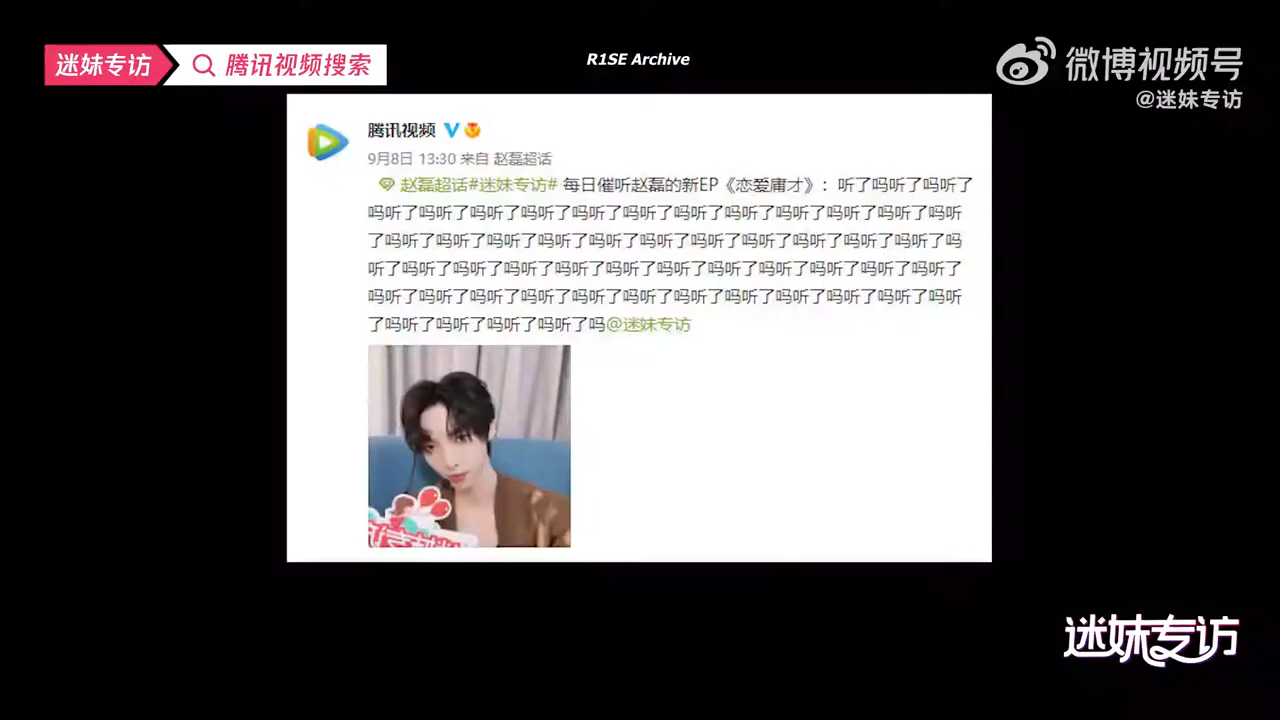 迷妹专访
腾讯视频搜索
R1SE Archive
微博视频号
@迷妹专访
腾讯视频
9月8日 13:30 来自 赵磊超话
赵磊超话#迷妹专访# 每日催听赵磊的新EP《恋爱庸才》：听了吗听了吗听了
吗听了吗听了吗听了吗听了吗听了吗听了吗听了吗听了吗听了吗听了吗听了吗听
了吗听了吗听了吗听了吗听了吗听了吗听了吗听了吗听了吗听了吗听了吗听了吗
听了吗听了吗听了吗听了吗听了吗听了吗听了吗听了吗听了吗听了吗听了吗听了
吗听了吗听了吗听了吗听了吗听了吗听了吗听了吗听了吗听了吗听了吗听了吗听
了吗听了吗听了吗听了吗听了吗@迷妹专访
迷妹专访